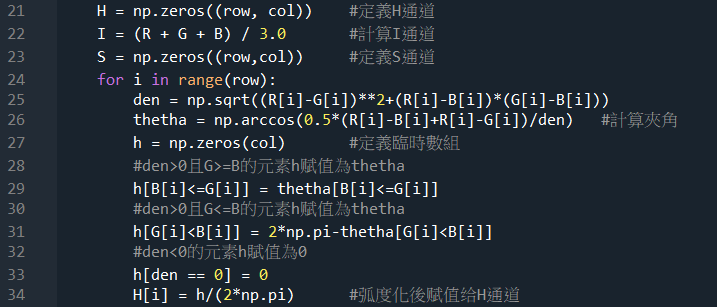 21 H = np.zeros((row, col)) #定義H通道
22 I = (R + G + B) / 3.0 #計算I通道
23 S = np.zeros((row,col)) #定義S通道
24 for i in range(row):
25 den = np.sqrt((R[i]-G[i])**2+(R[i]-B[i])*(G[i]-B[i]))
26 thetha = np.arccos(0.5*(R[i]-B[i]+R[i]-G[i])/den) #計算夾角
27 h = np.zeros(col) #定義臨時數組
28 #den>0且G>=B的元素h賦值為thetha
29 h[B[i]<=G[i]] = thetha[B[i]<=G[i]]
30 #den>0且G<=B的元素h賦值為thetha
31 h[G[i]<B[i]] = 2*np.pi-thetha[G[i]<B[i]]
32 #den<0的元素h賦值為0
33 h[den == 0] = 0
34 H[i] = h/(2*np.pi) #弧度化後賦值给H通道